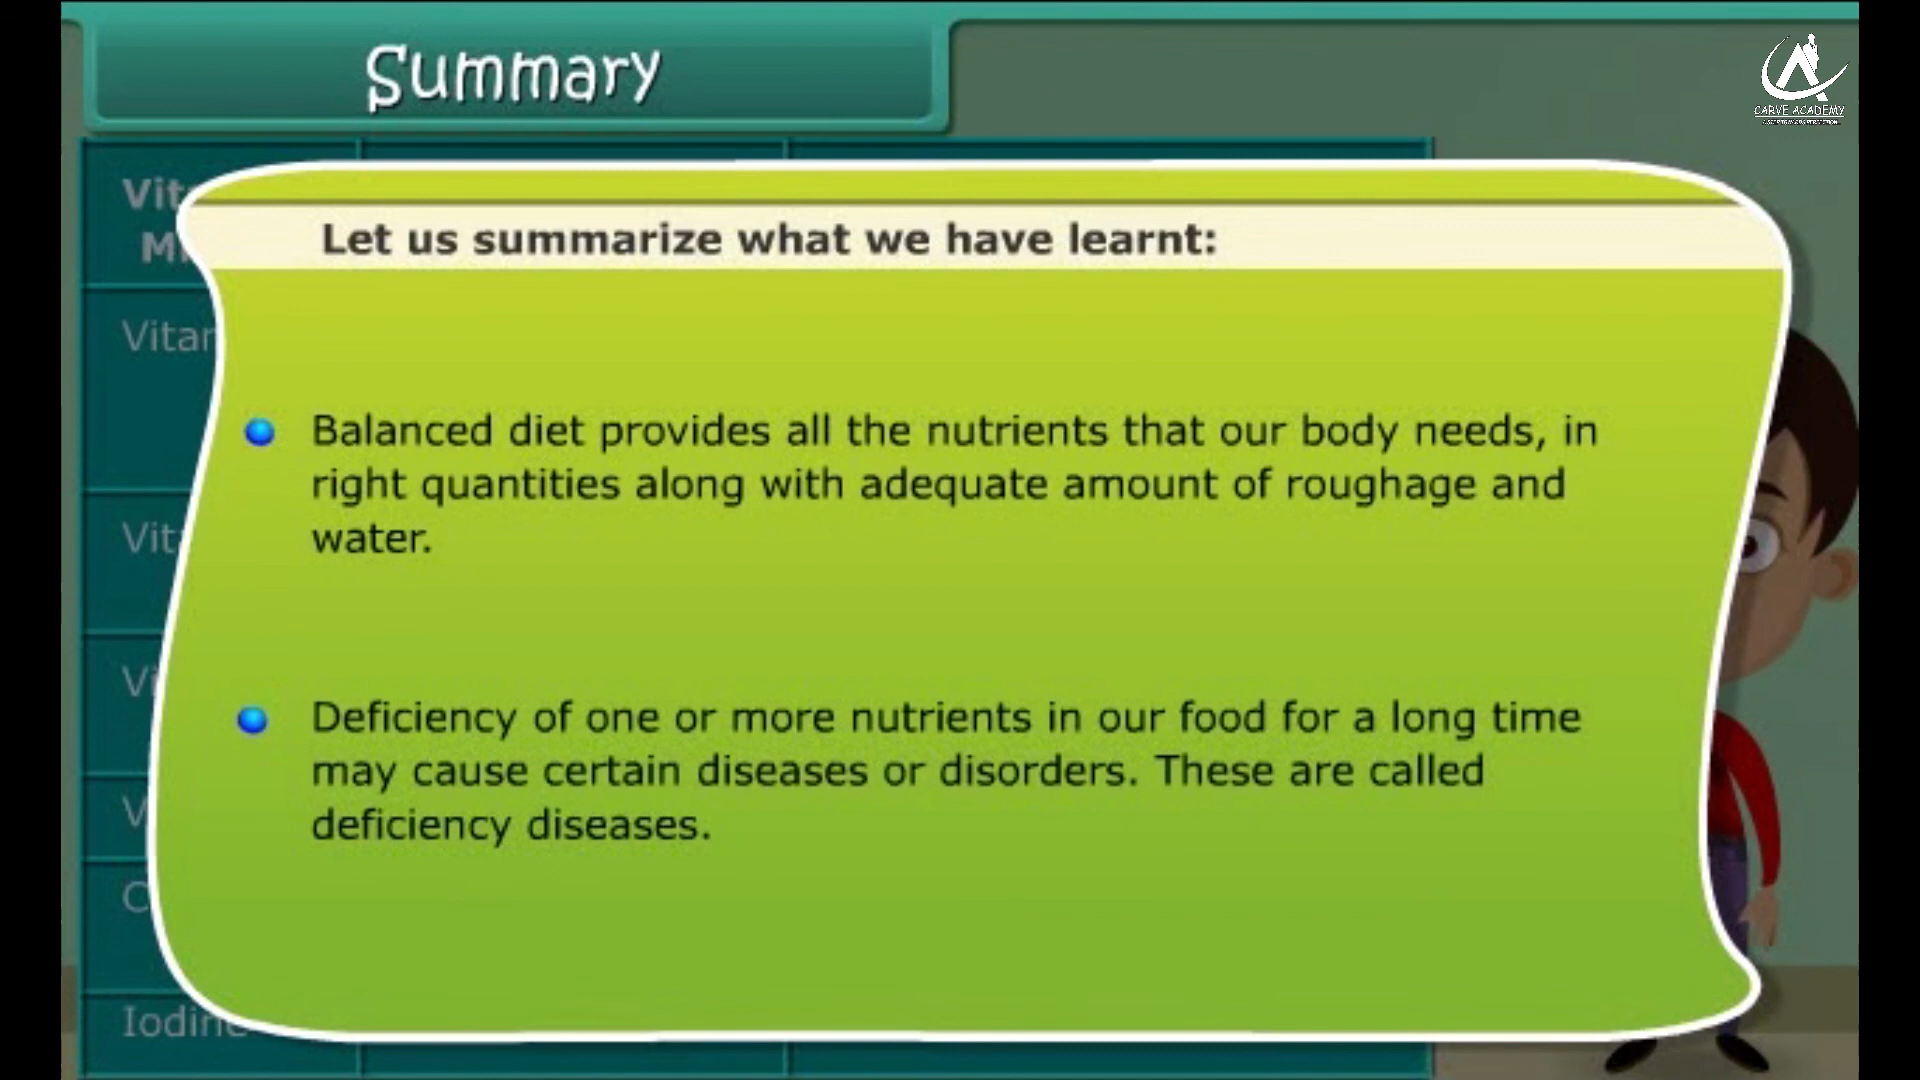 Summary
CARVE ACADEMY
Let us summarize what we have learnt:
Balanced diet provides all the nutrients that our body needs, in
right quantities along with adequate amount of roughage and
water.
Deficiency of one or more nutrients in our food for a long time
may cause certain diseases or disorders. These are called
deficiency diseases.
Iodine